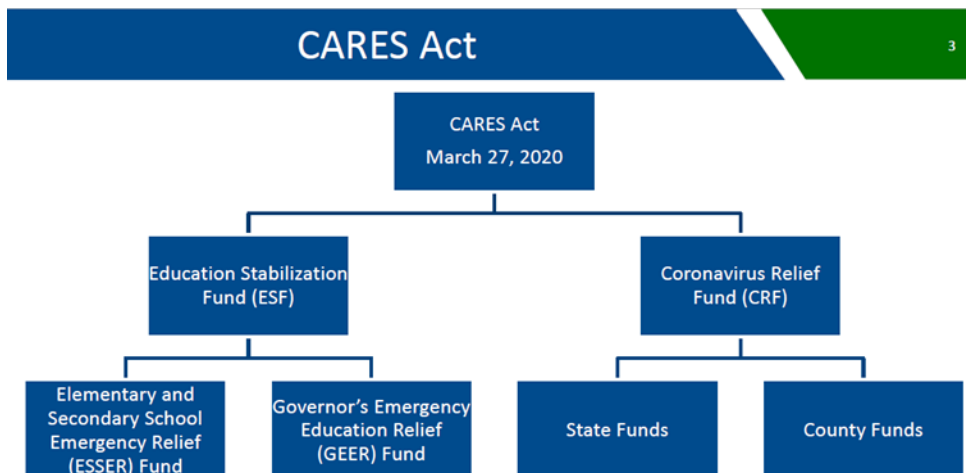 CARES Act
3
CARES Act
March 27, 2020
Education Stabilization
Fund (ESF)
Coronavirus Relief
Fund (CRF)
Elementary and
Secondary School
Emergency Relief
(ESSER) Fund
Governor's Emergency
Education Relief
(GEER) Fund
State Funds
County Funds